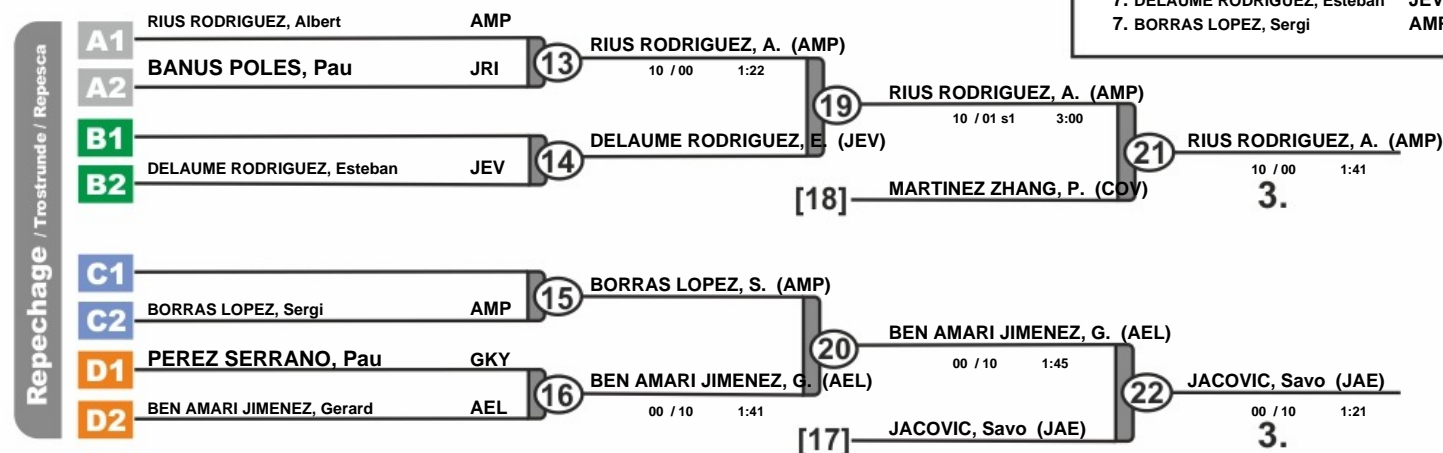 7. DELAUME RODRIGUEZ, Esteban JEV
7. BORRAS LOPEZ, Sergi AMP
Repechage / Trostrunde / Repesca
A1 RIUS RODRIGUEZ, Albert AMP
A2 BANUS POLES, Pau JRI
13 RIUS RODRIGUEZ, A. (AMP)
10 / 00 1:22
B1
B2 DELAUME RODRIGUEZ, Esteban JEV
14 DELAUME RODRIGUEZ, E. (JEV)
19 RIUS RODRIGUEZ, A. (AMP)
10 / 01 s1 3:00
[18] MARTINEZ ZHANG, P. (COV)
21 RIUS RODRIGUEZ, A. (AMP)
10 / 00 1:41
3.
C1
C2 BORRAS LOPEZ, Sergi AMP
15 BORRAS LOPEZ, S. (AMP)
D1 PEREZ SERRANO, Pau GKY
D2 BEN AMARI JIMENEZ, Gerard AEL
16 BEN AMARI JIMENEZ, G. (AEL)
00 / 10 1:41
20 BEN AMARI JIMENEZ, G. (AEL)
00 / 10 1:45
[17] JACOVIC, Savo (JAE)
22 JACOVIC, Savo (JAE)
00 / 10 1:21
3.